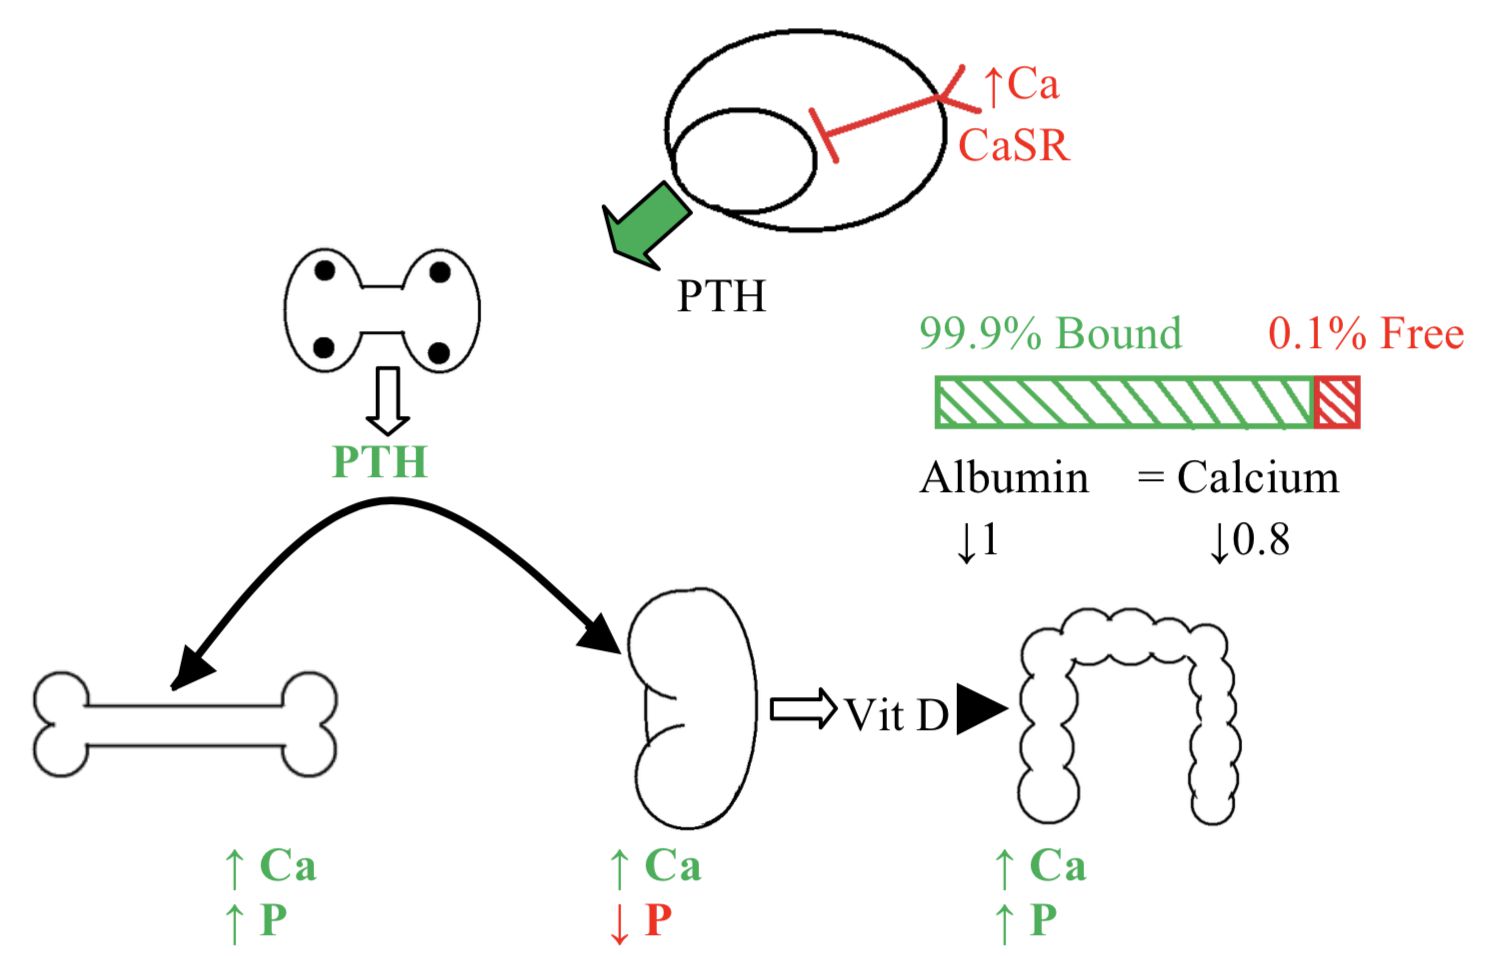 ↑Ca
CaSR
PTH
99.9% Bound 0.1% Free
PTH
Albumin = Calcium
↓1 ↓0.8
Vit D
↑ Ca ↑ Ca ↑ Ca
↑ P ↓ P ↑ P